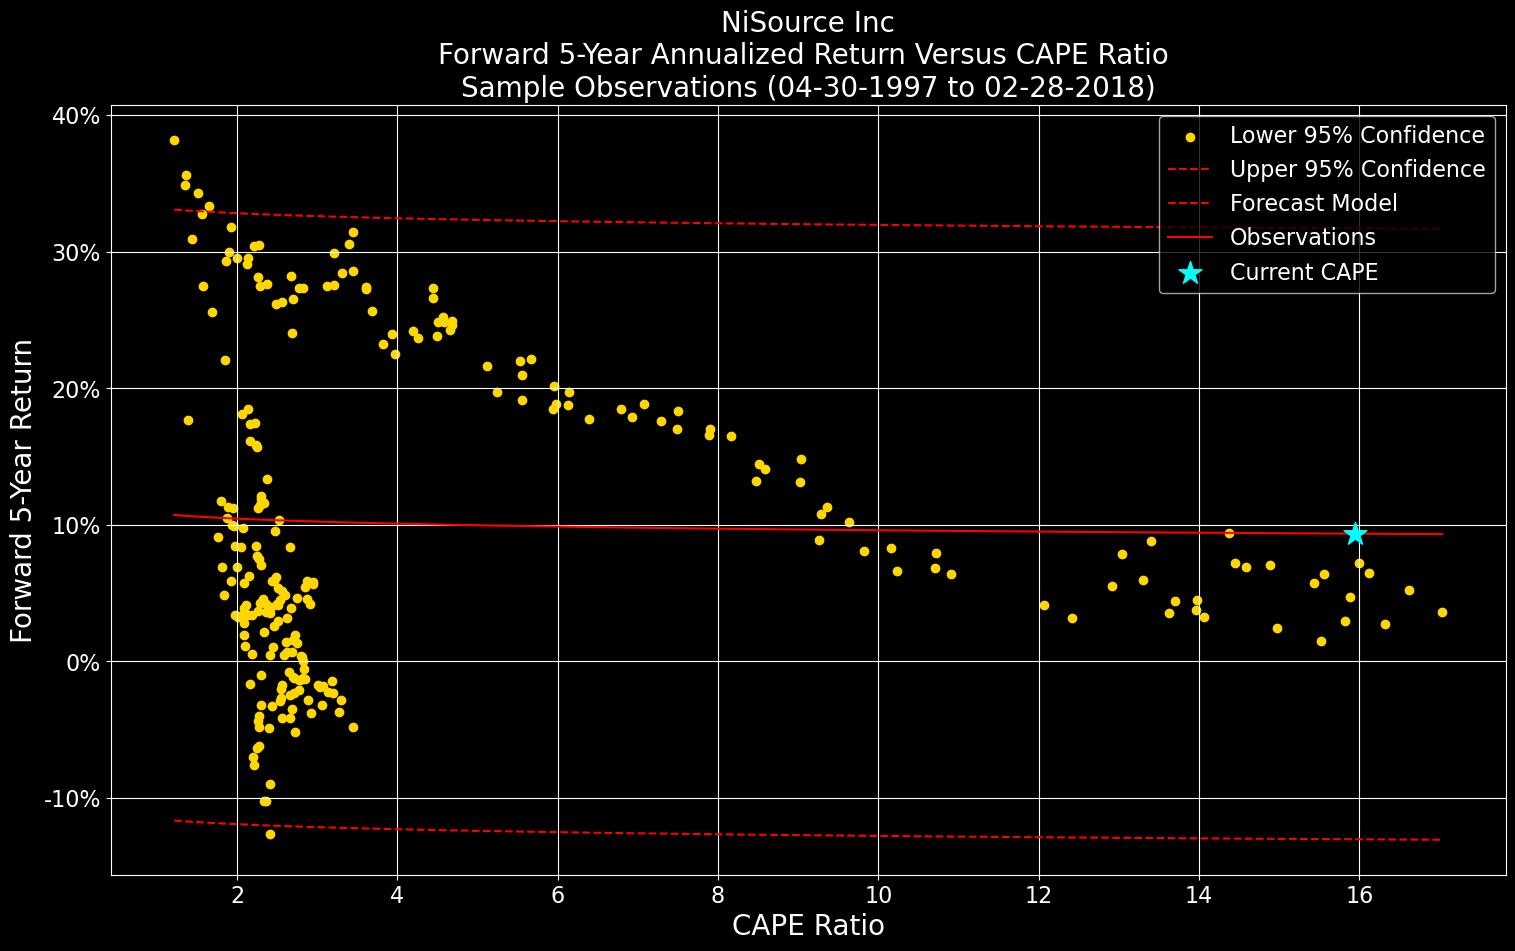 NiSource Inc
Forward 5-Year Annualized Return Versus CAPE Ratio
Sample Observations (04-30-1997 to 02-28-2018)
40%
30%
20%
10%
0%
-10%
Forward 5-Year Return
Lower 95% Confidence
Upper 95% Confidence
Forecast Model
Observations
Current CAPE
2 4 6 8 10 12 14 16
CAPE Ratio